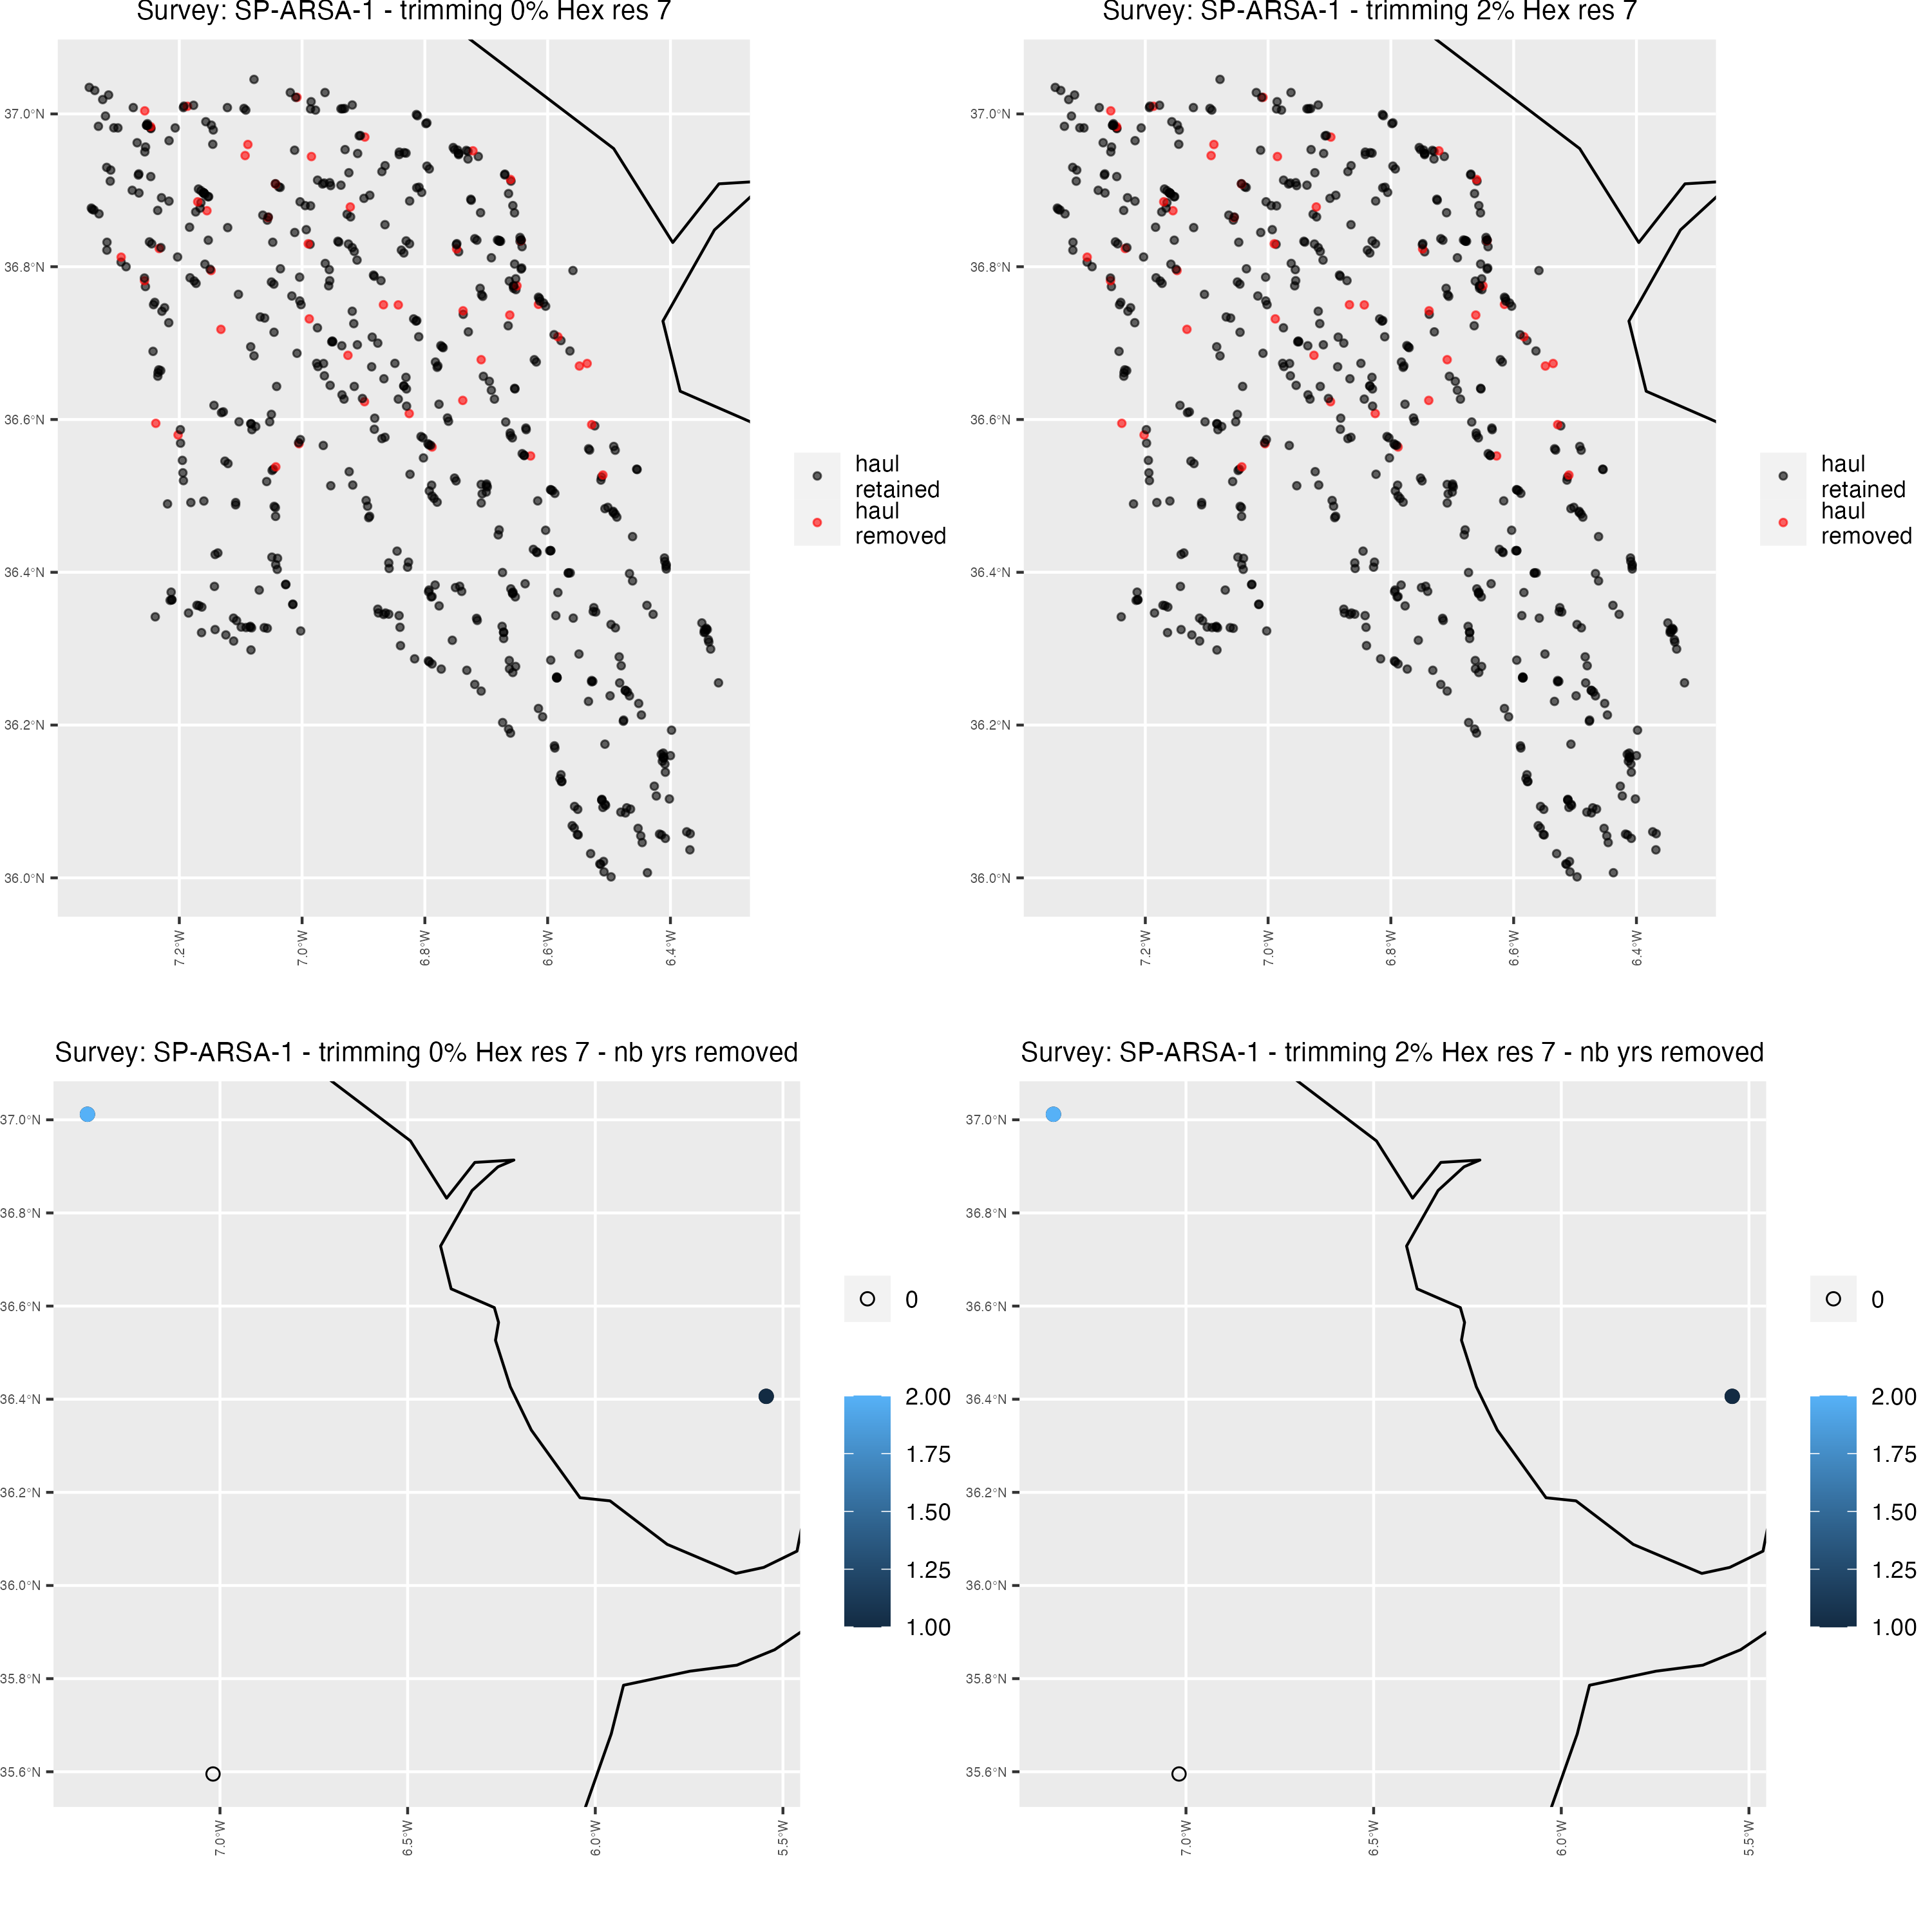 Survey: SP-ARSA-1 - trimming 0% Hex res 7
37.0°N
36.8°N
36.6°N
36.4°N
36.2°N
36.0°N
7.2°W
7.0°W
6.8°W
6.6°W
6.4°W
haul
retained
haul
removed
Survey: SP-ARSA-1 - trimming 2% Hex res 7
37.0°N
36.8°N
36.6°N
36.4°N
36.2°N
36.0°N
7.2°W
7.0°W
6.8°W
6.6°W
6.4°W
haul
retained
haul
removed
Survey: SP-ARSA-1 - trimming 0% Hex res 7 - nb yrs removed
37.0°N
36.8°N
36.6°N
36.4°N
36.2°N
36.0°N
35.8°N
35.6°N
7.0°W
6.5°W
6.0°W
5.5°W
0
2.00
1.75
1.50
1.25
1.00
Survey: SP-ARSA-1 - trimming 2% Hex res 7 - nb yrs removed
37.0°N
36.8°N
36.6°N
36.4°N
36.2°N
36.0°N
35.8°N
35.6°N
7.0°W
6.5°W
6.0°W
5.5°W
0
2.00
1.75
1.50
1.25
1.00